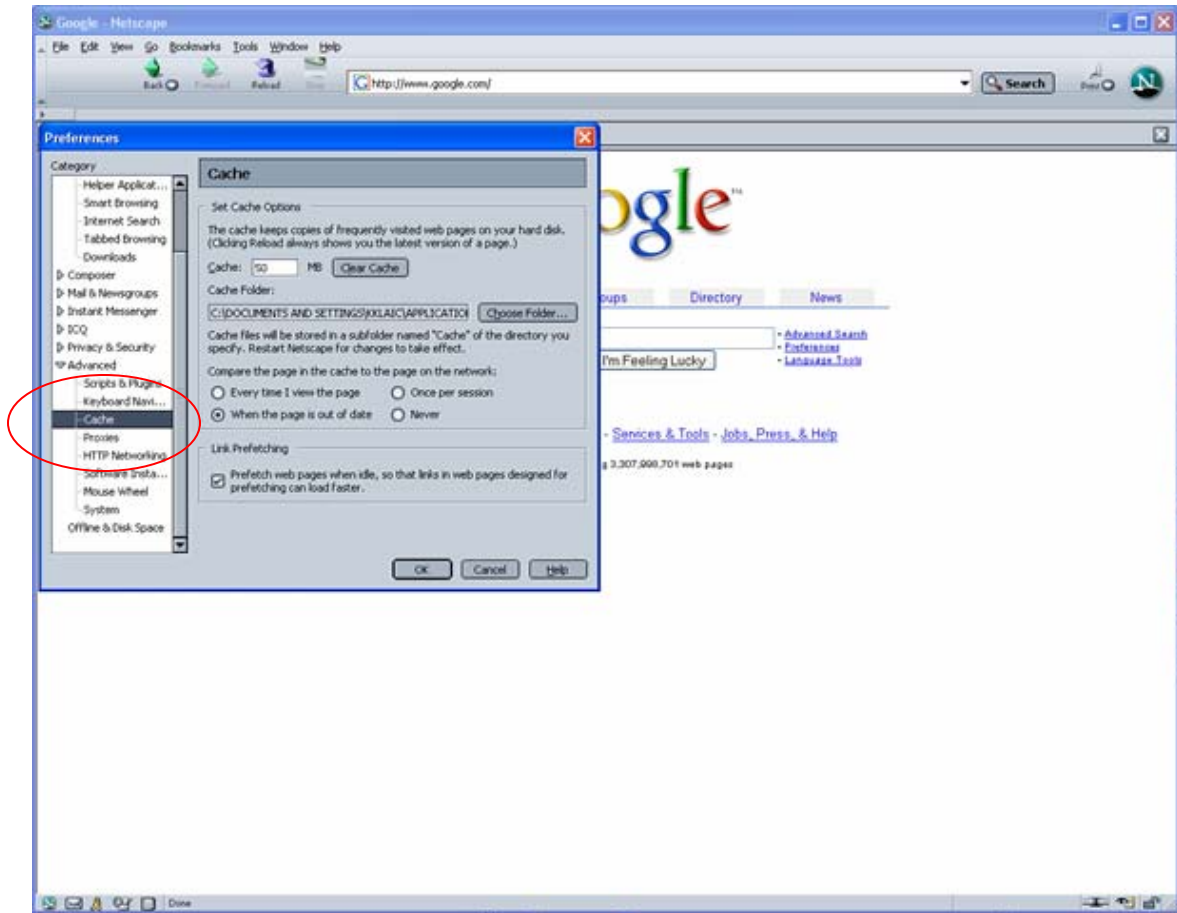 Google - Netscape
File Edit View Go Bookmarks Tools Window Help
Back Forward Reload Stop http://www.google.com/ Search Print N
Preferences
Category
Helper Applicat...
Smart Browsing
Internet Search
Tabbed Browsing
Downloads
Composer
Mail & Newsgroups
Instant Messenger
ICQ
Privacy & Security
Advanced
Scripts & Plugins
Keyboard Navi...
Cache
Proxies
HTTP Networking
Software Insta...
Mouse Wheel
System
Offline & Disk Space
Cache
Set Cache Options
The cache keeps copies of frequently visited web pages on your hard disk.
(Clicking Reload always shows you the latest version of a page.)
Cache: 50 MB Clear Cache
Cache Folder:
C:\DOCUMENTS AND SETTINGS\KKLAIC\APPLICATION Choose Folder...
Cache files will be stored in a subfolder named "Cache" of the directory you
specify. Restart Netscape for changes to take effect.
Compare the page in the cache to the page on the network:
Every time I view the page Once per session
When the page is out of date Never
Link Prefetching
Prefetch web pages when idle, so that links in web pages designed for
prefetching can load faster.
OK Cancel Help
ogle™
oups Directory News
• Advanced Search
• Preferences
• Language Tools
I'm Feeling Lucky
- Services & Tools - Jobs, Press, & Help
g 3,307,998,701 web pages
Done